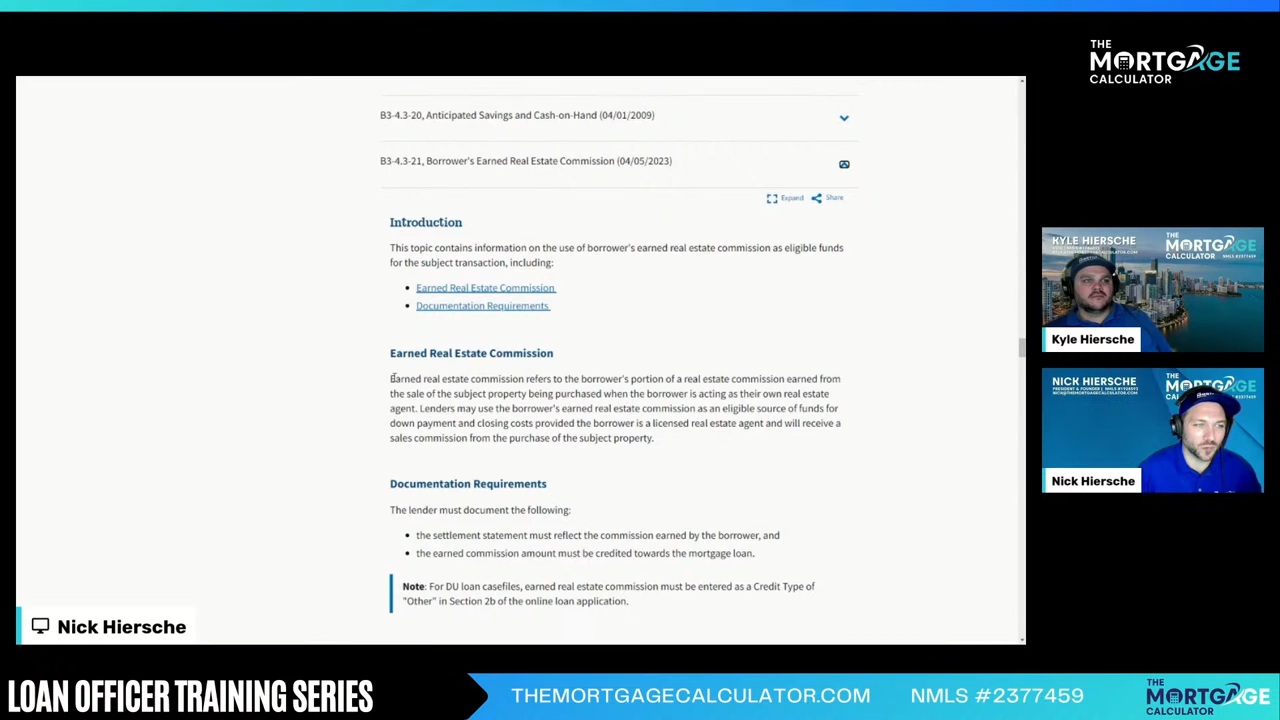 THE
MORTGAGE
CALCULATOR
B3-4.3-20, Anticipated Savings and Cash-on-Hand (04/01/2009)
B3-4.3-21, Borrower's Earned Real Estate Commission (04/05/2023)
Expand Share
Introduction
This topic contains information on the use of borrower's earned real estate commission as eligible funds
for the subject transaction, including:
• Earned Real Estate Commission
• Documentation Requirements
Earned Real Estate Commission
Earned real estate commission refers to the borrower's portion of a real estate commission earned from
the sale of the subject property being purchased when the borrower is acting as their own real estate
agent. Lenders may use the borrower's earned real estate commission as an eligible source of funds for
down payment and closing costs provided the borrower is a licensed real estate agent and will receive a
sales commission from the purchase of the subject property.
Documentation Requirements
The lender must document the following:
• the settlement statement must reflect the commission earned by the borrower, and
• the earned commission amount must be credited towards the mortgage loan.
Note: For DU loan casefiles, earned real estate commission must be entered as a Credit Type of
"Other" in Section 2b of the online loan application.
Nick Hiersche
KYLE HIERSCHE
THE
MORTGAGE
CALCULATOR
NMLS #2377459
Kyle Hiersche
NICK HIERSCHE
THE
MORTGAGE
CALCULATOR
NMLS #2377459
Nick Hiersche
LOAN OFFICER TRAINING SERIES
THEMORTGAGECALCULATOR.COM NMLS #2377459
THE
MORTGAGE
CALCULATOR